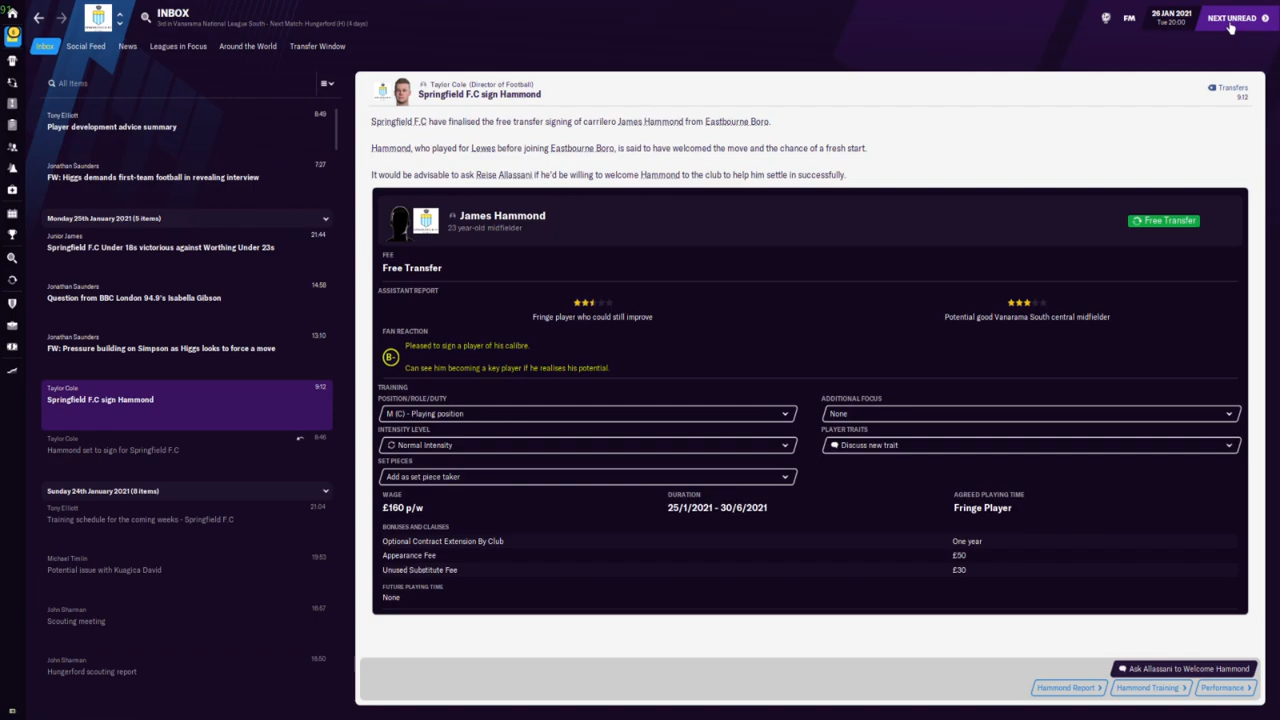 91
INBOX
3rd in Vanarama National League South - Next Match: Hungerford (H) (4 days)
FM
26 JAN 2021
Tue 20:00
NEXT UNREAD
Inbox
Social Feed
News
Leagues in Focus
Around the World
Transfer Window
All Items
Tony Elliott
8:49
Player development advice summary
Jonathan Saunders
7:27
FW: Higgs demands first-team football in revealing interview
Monday 25th January 2021 (5 items)
Junior James
21:44
Springfield F.C Under 18s victorious against Worthing Under 23s
Jonathan Saunders
14:58
Question from BBC London 94.9's Isabella Gibson
Jonathan Saunders
13:10
FW: Pressure building on Simpson as Higgs looks to force a move
Taylor Cole
9:12
Springfield F.C sign Hammond
Taylor Cole
8:46
Hammond set to sign for Springfield F.C
Sunday 24th January 2021 (8 items)
Tony Elliott
21:04
Training schedule for the coming weeks - Springfield F.C
Michael Timlin
Potential issue with Kuagica David
John Sharman
16:57
Scouting meeting
John Sharman
16:50
Hungerford scouting report
Taylor Cole (Director of Football)
Springfield F.C sign Hammond
Transfers
9:12
Springfield F.C have finalised the free transfer signing of carrilero James Hammond from Eastbourne Boro.
Hammond, who played for Lewes before joining Eastbourne Boro, is said to have welcomed the move and the chance of a fresh start.
It would be advisable to ask Reise Allassani if he'd be willing to welcome Hammond to the club to help him settle in successfully.
James Hammond
23 year-old midfielder
Free Transfer
FEE
Free Transfer
ASSISTANT REPORT
Fringe player who could still improve
Potential good Vanarama South central midfielder
FAN REACTION
B-
Pleased to sign a player of his calibre.
Can see him becoming a key player if he realises his potential.
TRAINING
POSITION/ROLE/DUTY
M (C) - Playing position
ADDITIONAL FOCUS
None
INTENSITY LEVEL
Normal Intensity
PLAYER TRAITS
Discuss new trait
SET PIECES
Add as set piece taker
WAGE
£160 p/w
DURATION
25/1/2021 - 30/6/2021
AGREED PLAYING TIME
Fringe Player
BONUSES AND CLAUSES
Optional Contract Extension By Club
One year
Appearance Fee
£50
Unused Substitute Fee
£30
FUTURE PLAYING TIME
None
Ask Allassani to Welcome Hammond
Hammond Report
Hammond Training
Performance